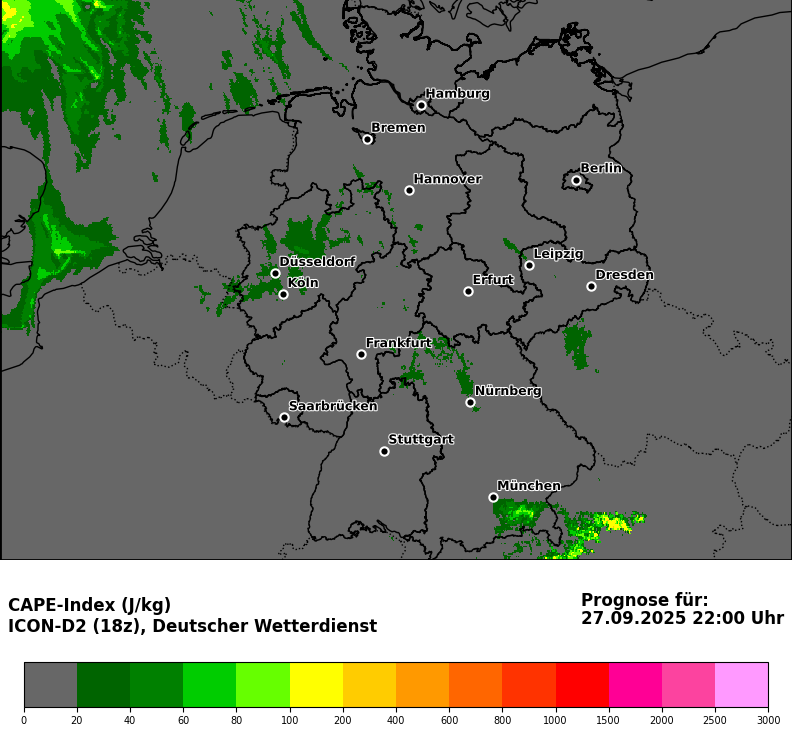 Hamburg
Bremen
Berlin
Hannover
Leipzig
Düsseldorf
Dresden
Erfurt
Köln
Frankfurt
Nürnberg
Saarbrücken
Stuttgart
München
CAPE-Index (J/kg)
ICON-D2 (18z), Deutscher Wetterdienst
Prognose für:
27.09.2025 22:00 Uhr
0 20 40 60 80 100 200 400 600 800 1000 1500 2000 2500 3000